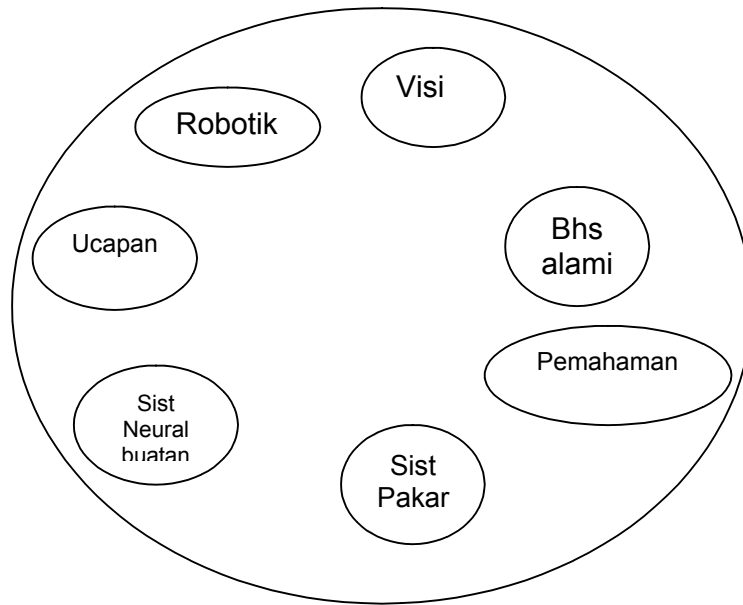 Visi
Robotik
Ucapan
Bhs
alami
Pemahaman
Sist
Neural
buatan
Sist
Pakar